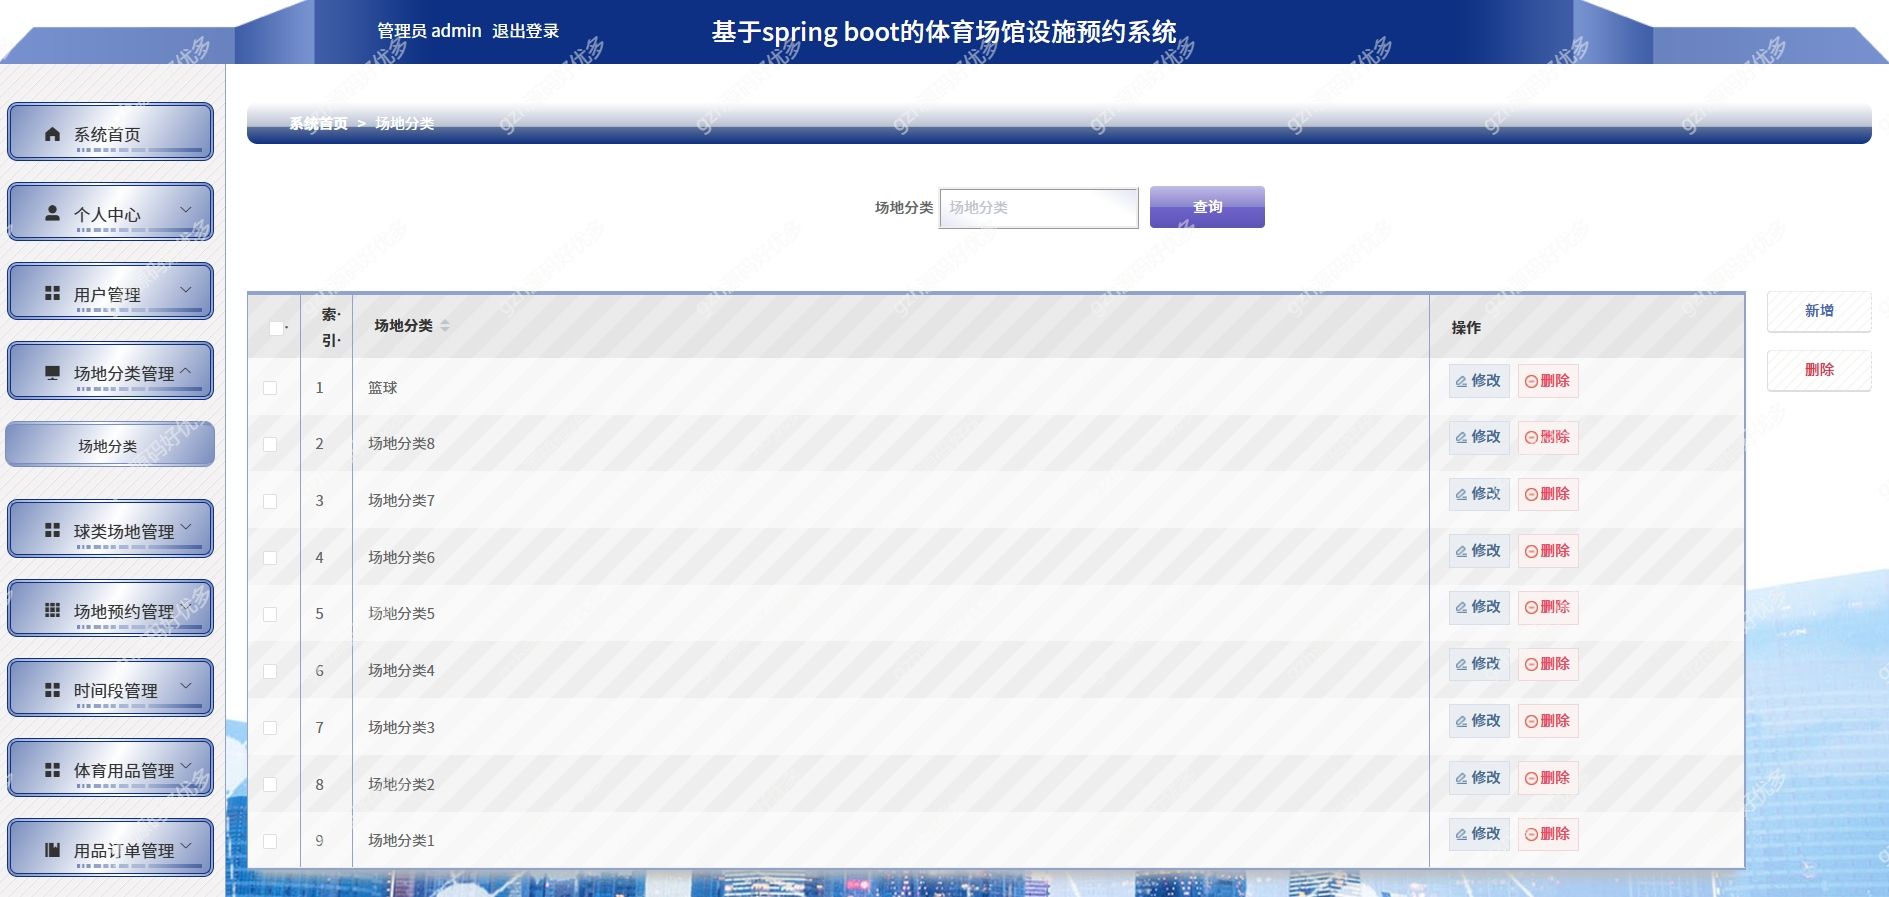 管理员 admin 退出登录
基于spring boot的体育场馆设施预约系统
系统首页
个人中心
用户管理
场地分类管理
场地分类
球类场地管理
场地预约管理
时间段管理
体育用品管理
用品订单管理
系统首页 > 场地分类
场地分类 场地分类 查询
索引 场地分类 操作
1 篮球 修改 删除
2 场地分类8 修改 删除
3 场地分类7 修改 删除
4 场地分类6 修改 删除
5 场地分类5 修改 删除
6 场地分类4 修改 删除
7 场地分类3 修改 删除
8 场地分类2 修改 删除
9 场地分类1 修改 删除
新增
删除